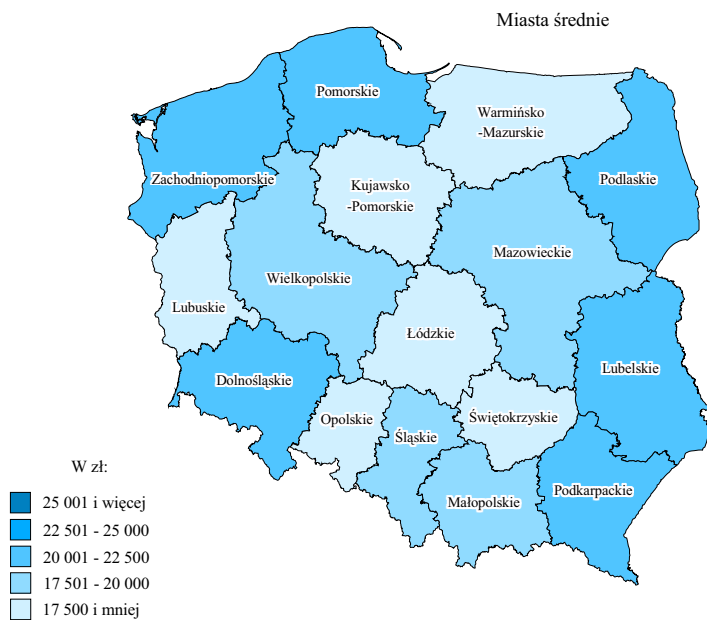 Miasta średnie
Pomorskie
Warmińsko
-Mazurskie
Zachodniopomorskie
Kujawsko
-Pomorskie
Podlaskie
Mazowieckie
Wielkopolskie
Lubuskie
Łódzkie
Lubelskie
Dolnośląskie
Opolskie
Świętokrzyskie
Śląskie
Podkarpackie
Małopolskie
W zł:
25 001 i więcej
22 501 - 25 000
20 001 - 22 500
17 501 - 20 000
17 500 i mniej